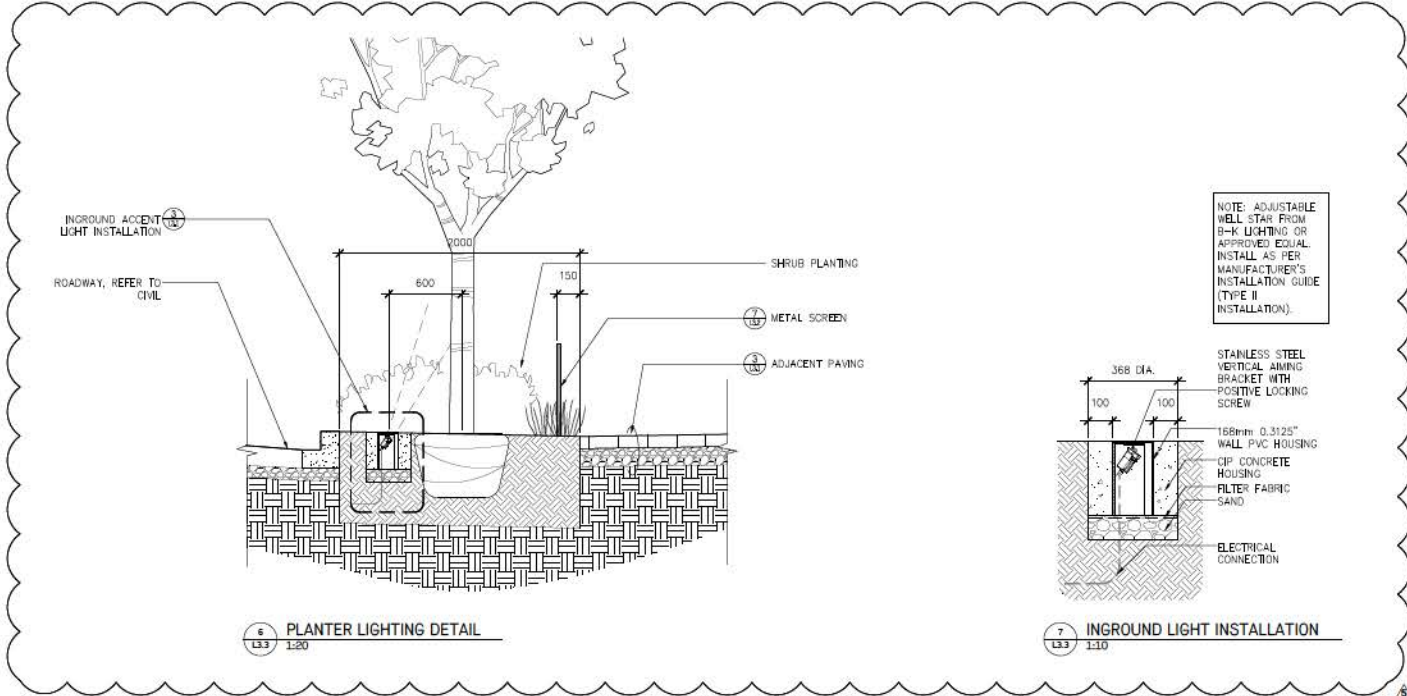 INGROUND ACCENT
LIGHT INSTALLATION
3
ROADWAY, REFER TO
CIVIL
2000
600
150
SHRUB PLANTING
7
METAL SCREEN
3
ADJACENT PAVING
6
L3.3
PLANTER LIGHTING DETAIL
1:20
NOTE: ADJUSTABLE
WELL STAR FROM
B-K LIGHTING OR
APPROVED EQUAL.
INSTALL AS PER
MANUFACTURER'S
INSTALLATION GUIDE
(TYPE II
INSTALLATION).
368 DIA.
100
100
STAINLESS STEEL
VERTICAL AIMING
BRACKET WITH
POSITIVE LOCKING
SCREW
168mm 0.3125"
WALL PVC HOUSING
CIP CONCRETE
HOUSING
FILTER FABRIC
SAND
ELECTRICAL
CONNECTION
7
L3.3
INGROUND LIGHT INSTALLATION
1:10